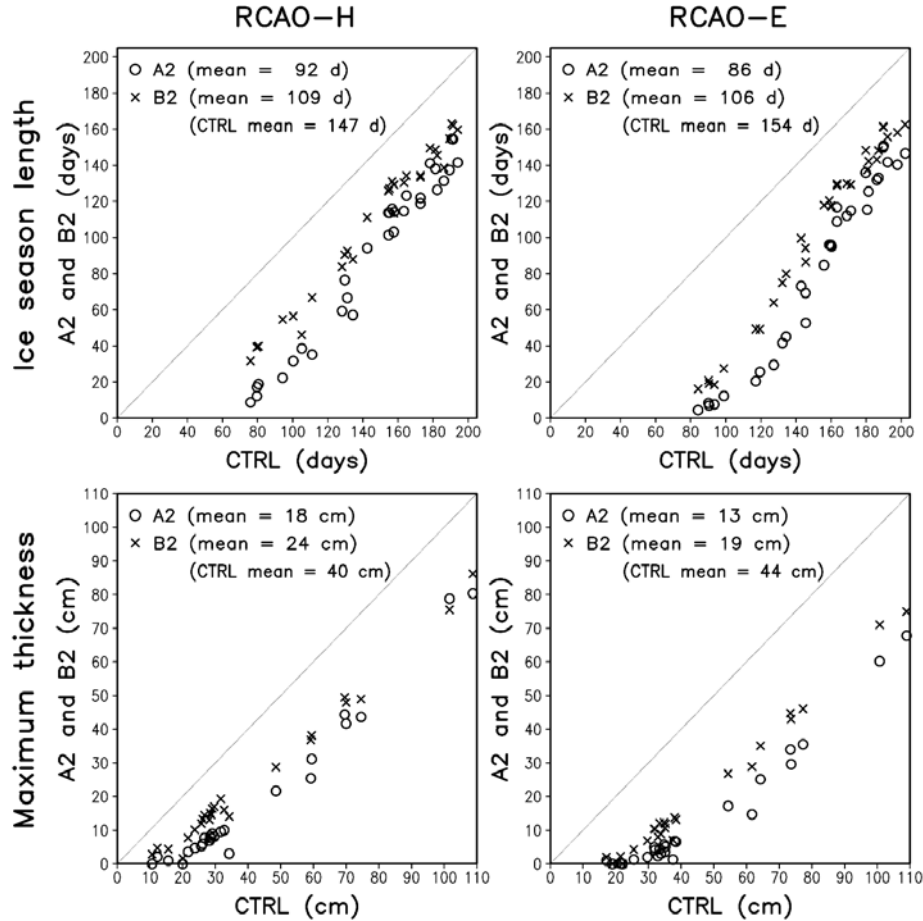 RCAO-H
RCAO-E
Ice season length
A2 and B2 (days)
200
180
160
140
120
100
80
60
40
20
0
A2 (mean = 92 d)
B2 (mean = 109 d)
(CTRL mean = 147 d)
0 20 40 60 80 100 120 140 160 180 200
CTRL (days)
A2 and B2 (days)
200
180
160
140
120
100
80
60
40
20
0
A2 (mean = 86 d)
B2 (mean = 106 d)
(CTRL mean = 154 d)
0 20 40 60 80 100 120 140 160 180 200
CTRL (days)
Maximum thickness
A2 and B2 (cm)
110
100
90
80
70
60
50
40
30
20
10
0
A2 (mean = 18 cm)
B2 (mean = 24 cm)
(CTRL mean = 40 cm)
0 10 20 30 40 50 60 70 80 90 100 110
CTRL (cm)
A2 and B2 (cm)
110
100
90
80
70
60
50
40
30
20
10
0
A2 (mean = 13 cm)
B2 (mean = 19 cm)
(CTRL mean = 44 cm)
0 10 20 30 40 50 60 70 80 90 100 110
CTRL (cm)